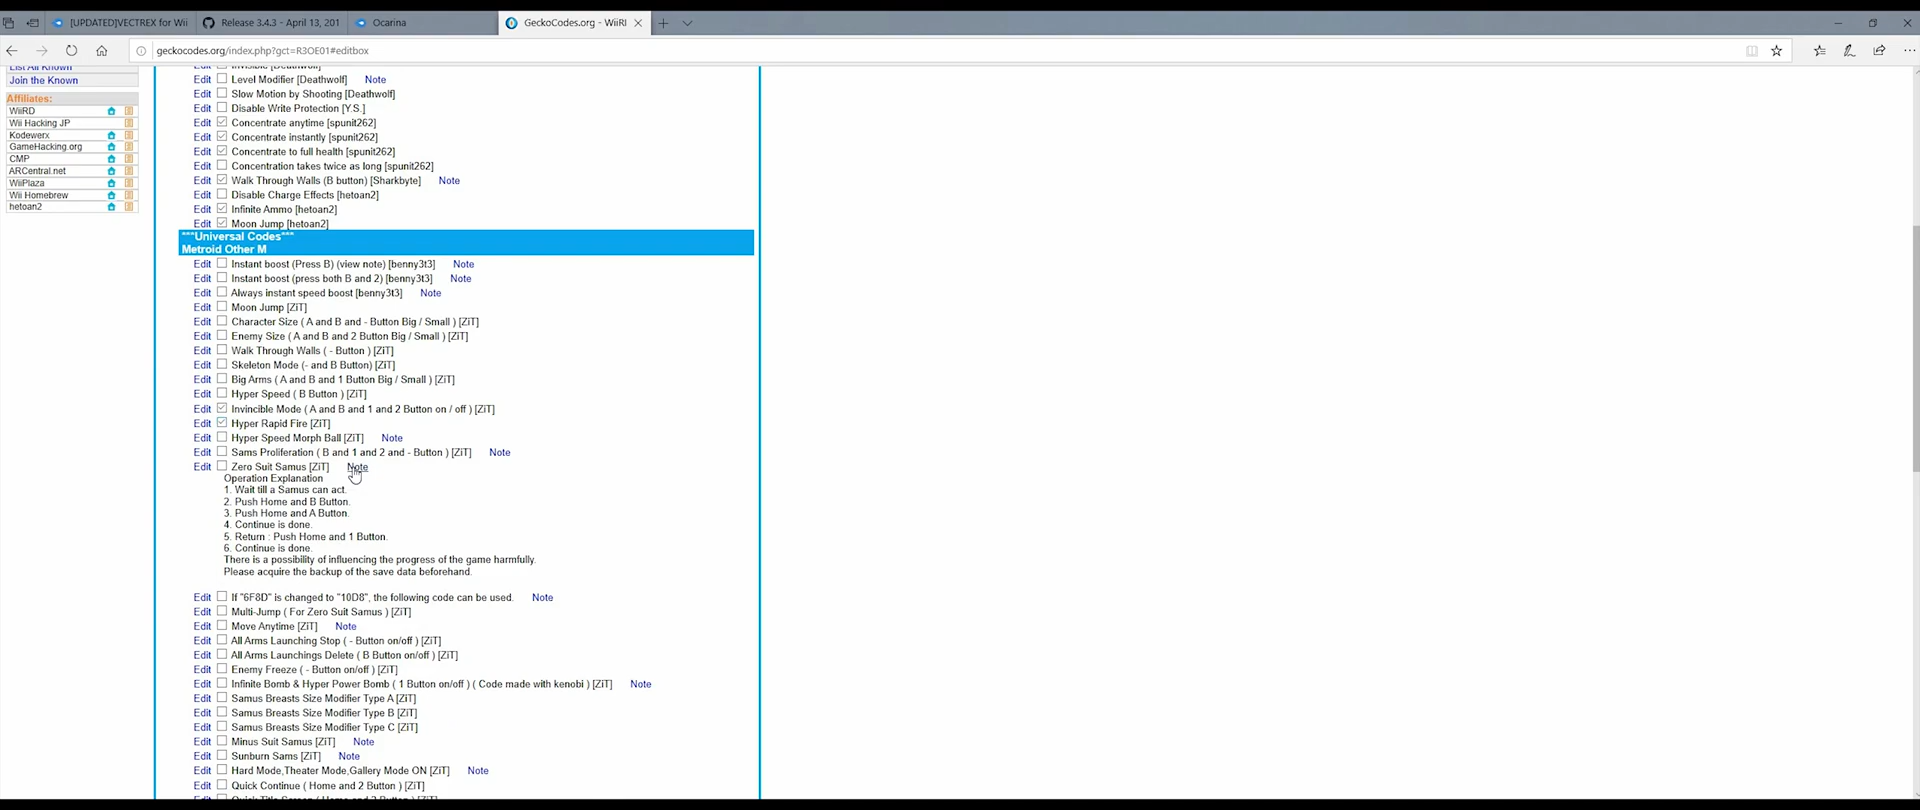 [UPDATED]VECTREX for Wii
Release 3.4.3 - April 13, 201
Ocarina
GeckoCodes.org - WiiRI
geckocodes.org/index.php?gct=R3OE01#editbox
List All Known
Join the Known
Affiliates:
WiiRD
Wii Hacking JP
Kodewerx
GameHacking.org
CMP
ARCentral.net
WiiPlaza
Wii Homebrew
hetoan2
Edit Invisible [Deathwolf]
Edit Level Modifier [Deathwolf] Note
Edit Slow Motion by Shooting [Deathwolf]
Edit Disable Write Protection [Y.S.]
Edit Concentrate anytime [spunit262]
Edit Concentrate instantly [spunit262]
Edit Concentrate to full health [spunit262]
Edit Concentration takes twice as long [spunit262]
Edit Walk Through Walls (B button) [Sharkbyte] Note
Edit Disable Charge Effects [hetoan2]
Edit Infinite Ammo [hetoan2]
Edit Moon Jump [hetoan2]
***Universal Codes***
Metroid Other M
Edit Instant boost (Press B) (view note) [benny3t3] Note
Edit Instant boost (press both B and 2) [benny3t3] Note
Edit Always instant speed boost [benny3t3] Note
Edit Moon Jump [ZiT]
Edit Character Size ( A and B and - Button Big / Small ) [ZiT]
Edit Enemy Size ( A and B and 2 Button Big / Small ) [ZiT]
Edit Walk Through Walls ( - Button ) [ZiT]
Edit Skeleton Mode (- and B Button) [ZiT]
Edit Big Arms ( A and B and 1 Button Big / Small ) [ZiT]
Edit Hyper Speed ( B Button ) [ZiT]
Edit Invincible Mode ( A and B and 1 and 2 Button on / off ) [ZiT]
Edit Hyper Rapid Fire [ZiT]
Edit Hyper Speed Morph Ball [ZiT] Note
Edit Sams Proliferation ( B and 1 and 2 and - Button ) [ZiT] Note
Edit Zero Suit Samus [ZiT] Note
Operation Explanation
1. Wait till a Samus can act.
2. Push Home and B Button.
3. Push Home and A Button.
4. Continue is done.
5. Return : Push Home and 1 Button.
6. Continue is done.
There is a possibility of influencing the progress of the game harmfully.
Please acquire the backup of the save data beforehand.
Edit If "6F8D" is changed to "10D8", the following code can be used. Note
Edit Multi-Jump ( For Zero Suit Samus ) [ZiT]
Edit Move Anytime [ZiT] Note
Edit All Arms Launching Stop ( - Button on/off ) [ZiT]
Edit All Arms Launchings Delete ( B Button on/off ) [ZiT]
Edit Enemy Freeze ( - Button on/off ) [ZiT]
Edit Infinite Bomb & Hyper Power Bomb ( 1 Button on/off ) ( Code made with kenobi ) [ZiT] Note
Edit Samus Breasts Size Modifier Type A [ZiT]
Edit Samus Breasts Size Modifier Type B [ZiT]
Edit Samus Breasts Size Modifier Type C [ZiT]
Edit Minus Suit Samus [ZiT] Note
Edit Sunburn Sams [ZiT] Note
Edit Hard Mode,Theater Mode,Gallery Mode ON [ZiT] Note
Edit Quick Continue ( Home and 2 Button ) [ZiT]